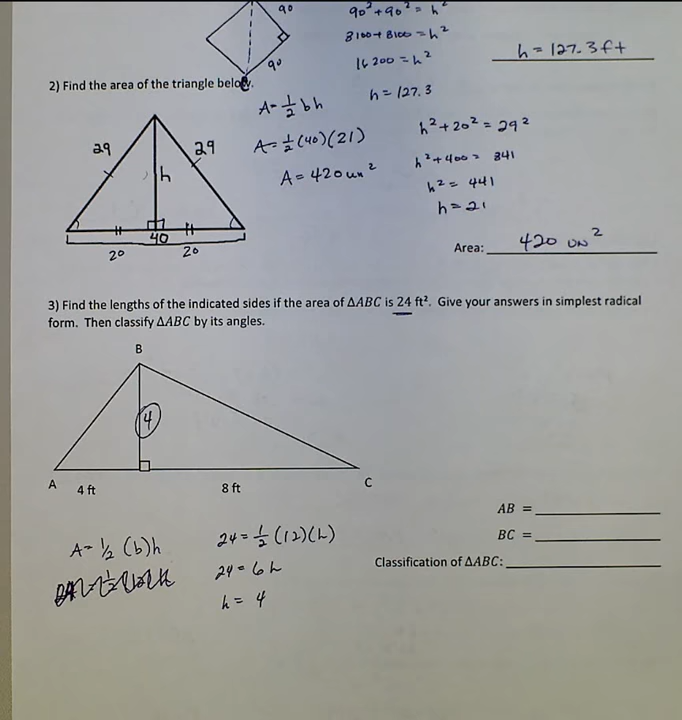 90
90
90² + 90² = h²
8100 + 8100 = h²
16 200 = h²
h = 127.3
h = 127.3 ft
2) Find the area of the triangle below.
29
29
h
20
40
20
A = 1/2 bh
A = 1/2 (40)(21)
A = 420 un²
h² + 20² = 29²
h² + 400 = 841
h² = 441
h = 21
Area: 420 un²
3) Find the lengths of the indicated sides if the area of ΔABC is 24 ft². Give your answers in simplest radical
form. Then classify ΔABC by its angles.
B
4
A
4 ft
8 ft
C
A = 1/2 (b)h
24 = 1/2 (12)(h)
24 = 6h
h = 4
AB =
BC =
Classification of ΔABC: